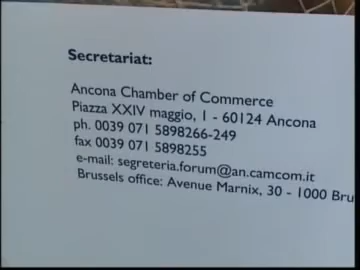 Secretariat:
Ancona Chamber of Commerce
Piazza XXIV maggio, 1 - 60124 Ancona
ph. 0039 071 5898266-249
fax 0039 071 5898255
e-mail: segreteria.forum@an.camcom.it
Brussels office: Avenue Marnix, 30 - 1000 Bru